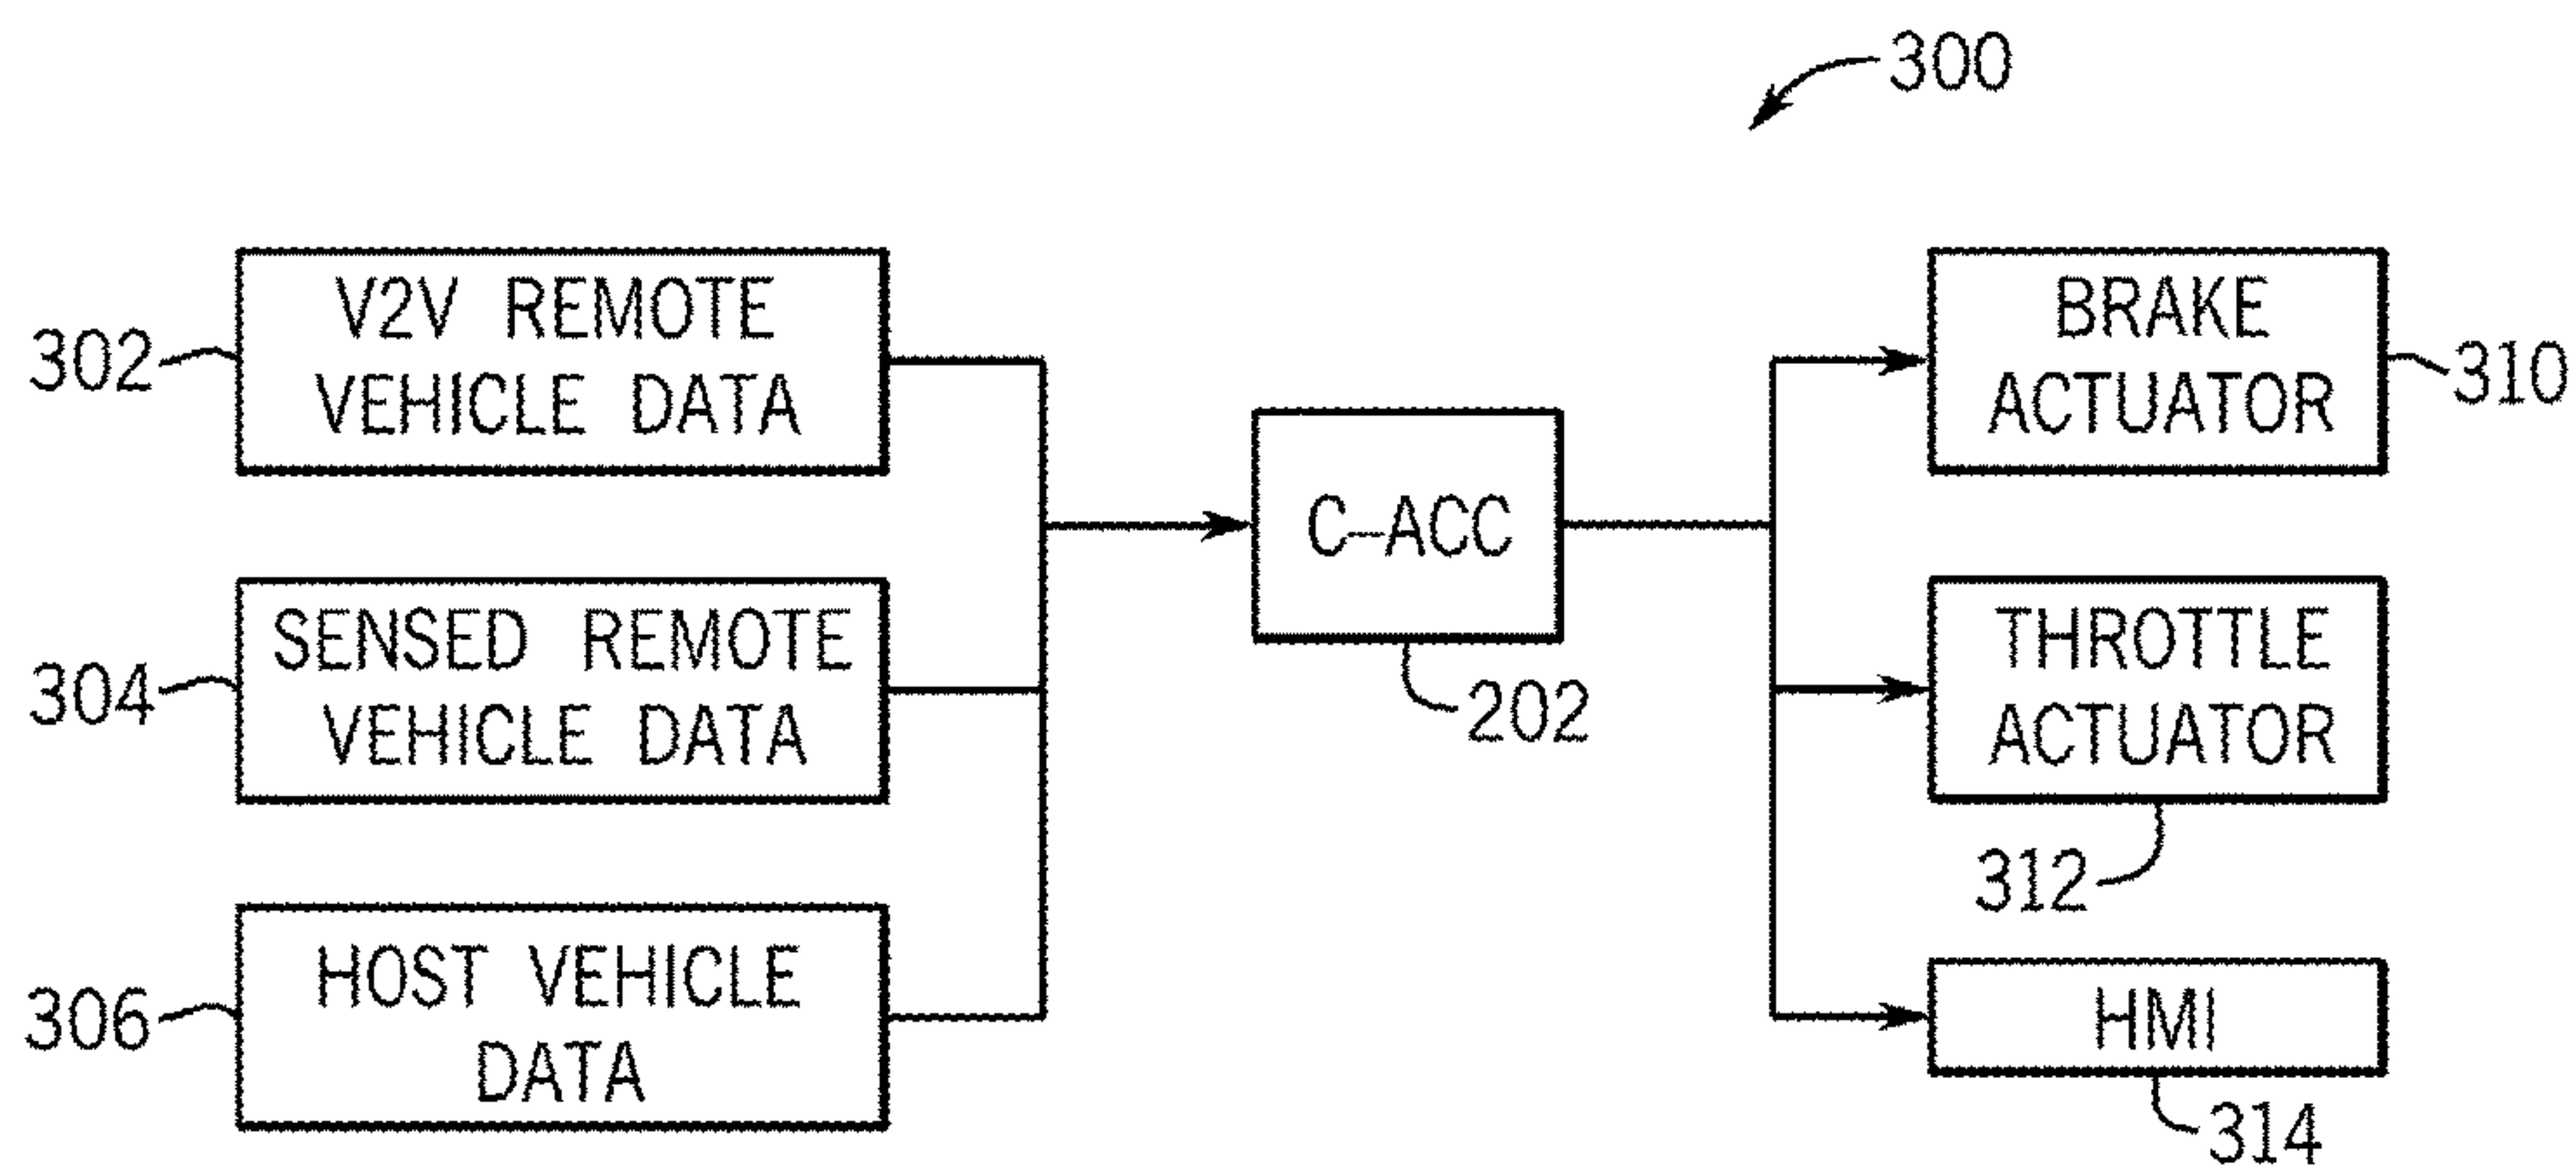 300
302
V2V REMOTE
VEHICLE DATA
304
SENSED REMOTE
VEHICLE DATA
306
HOST VEHICLE
DATA
C-ACC
202
BRAKE
ACTUATOR
310
THROTTLE
ACTUATOR
312
HMI
314